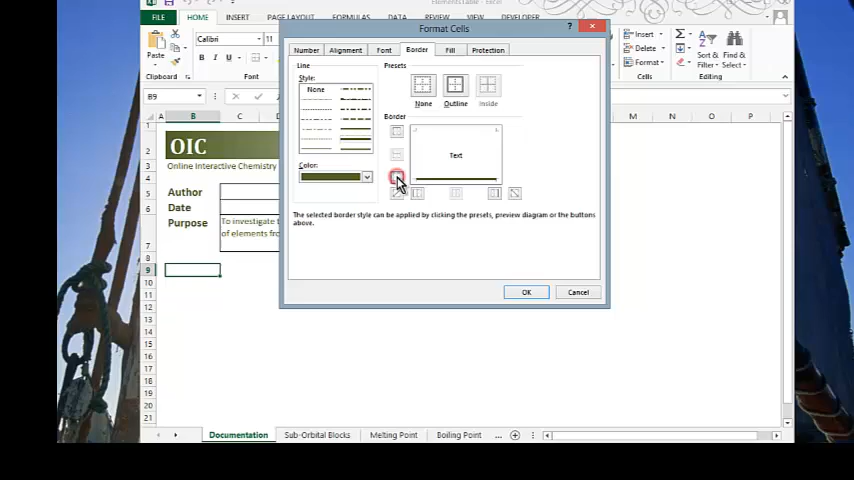 ElementsTable - Excel
FILE
HOME
INSERT
PAGE LAYOUT
FORMULAS
DATA
REVIEW
VIEW
DEVELOPER
Format Cells
?
Paste
Clipboard
Calibri
11
B
I
U
Font
Insert
Delete
Format
Cells
Sort & Filter
Find & Select
Editing
B9
Number
Alignment
Font
Border
Fill
Protection
Line
Style:
None
Color:
Presets
None
Outline
Inside
Border
Text
The selected border style can be applied by clicking the presets, preview diagram or the buttons
above.
OK
Cancel
A B C D M N O P
1
2 OIC
3 Online Interactive Chemistry
4
5 Author
6 Date
7 Purpose To investigate t
of elements fro
8
9
10
11
12
13
14
15
16
17
18
19
20
21
Documentation
Sub-Orbital Blocks
Melting Point
Boiling Point
...